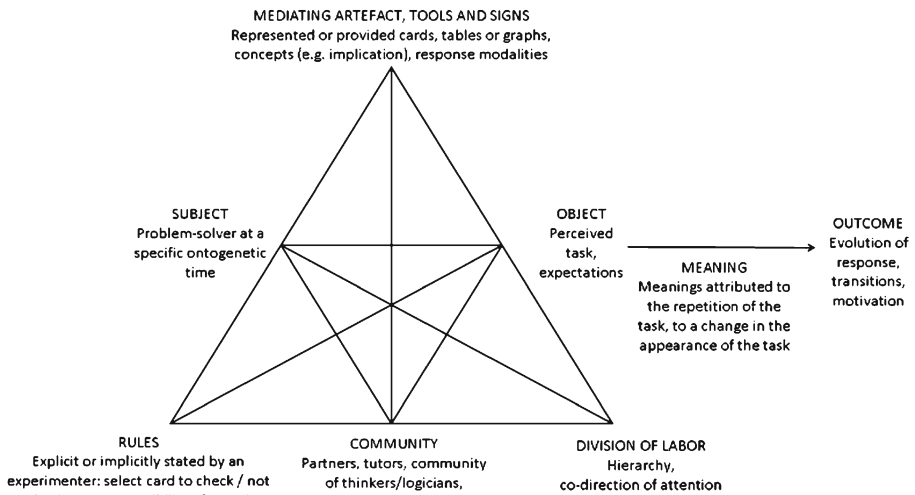 MEDIATING ARTEFACT, TOOLS AND SIGNS
Represented or provided cards, tables or graphs,
concepts (e.g. implication), response modalities
SUBJECT
Problem-solver at a
specific ontogenetic
time
OBJECT
Perceived
task,
expectations
MEANING
Meanings attributed to
the repetition of the
task, to a change in the
appearance of the task
OUTCOME
Evolution of
response,
transitions,
motivation
RULES
Explicit or implicitly stated by an
experimenter: select card to check / not
COMMUNITY
Partners, tutors, community
of thinkers/logicians,
DIVISION OF LABOR
Hierarchy,
co-direction of attention